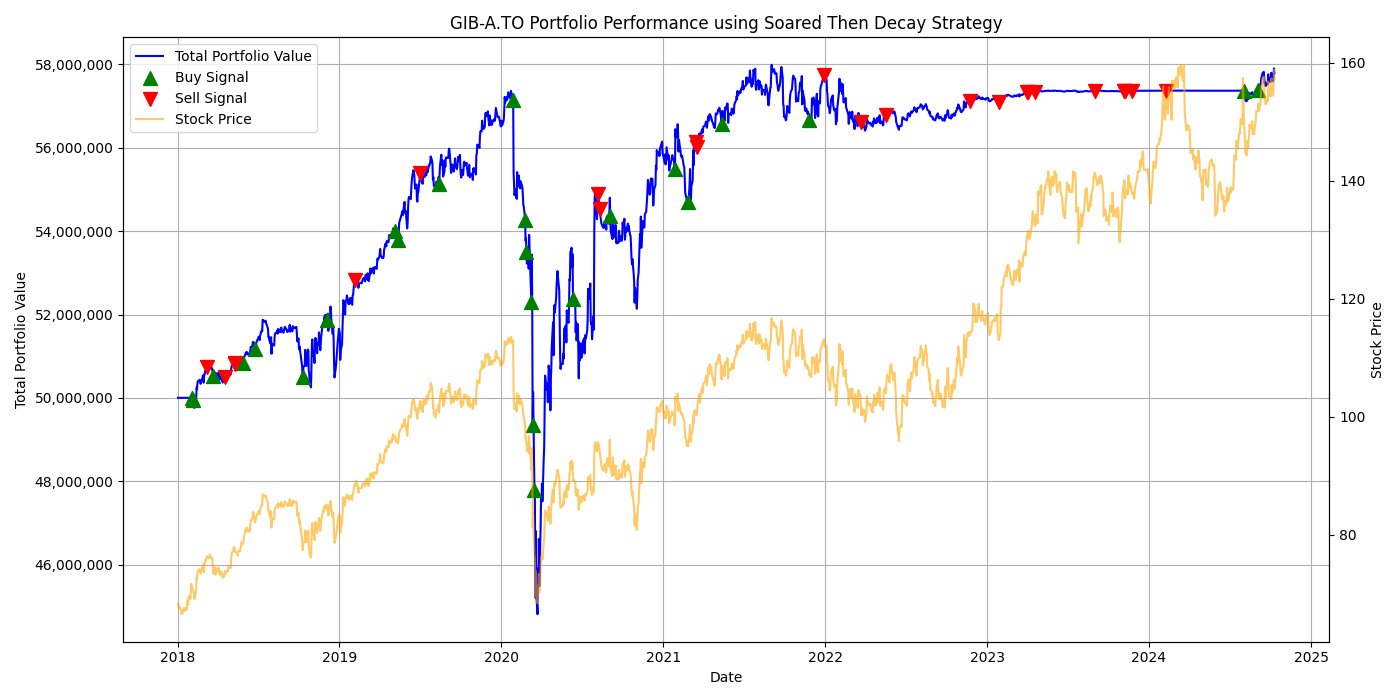 GIB-A.TO Portfolio Performance using Soared Then Decay Strategy
Total Portfolio Value
Buy Signal
Sell Signal
Stock Price
58,000,000
56,000,000
54,000,000
52,000,000
50,000,000
48,000,000
46,000,000
Total Portfolio Value
160
140
120
100
80
Stock Price
2018
2019
2020
2021
2022
2023
2024
2025
Date